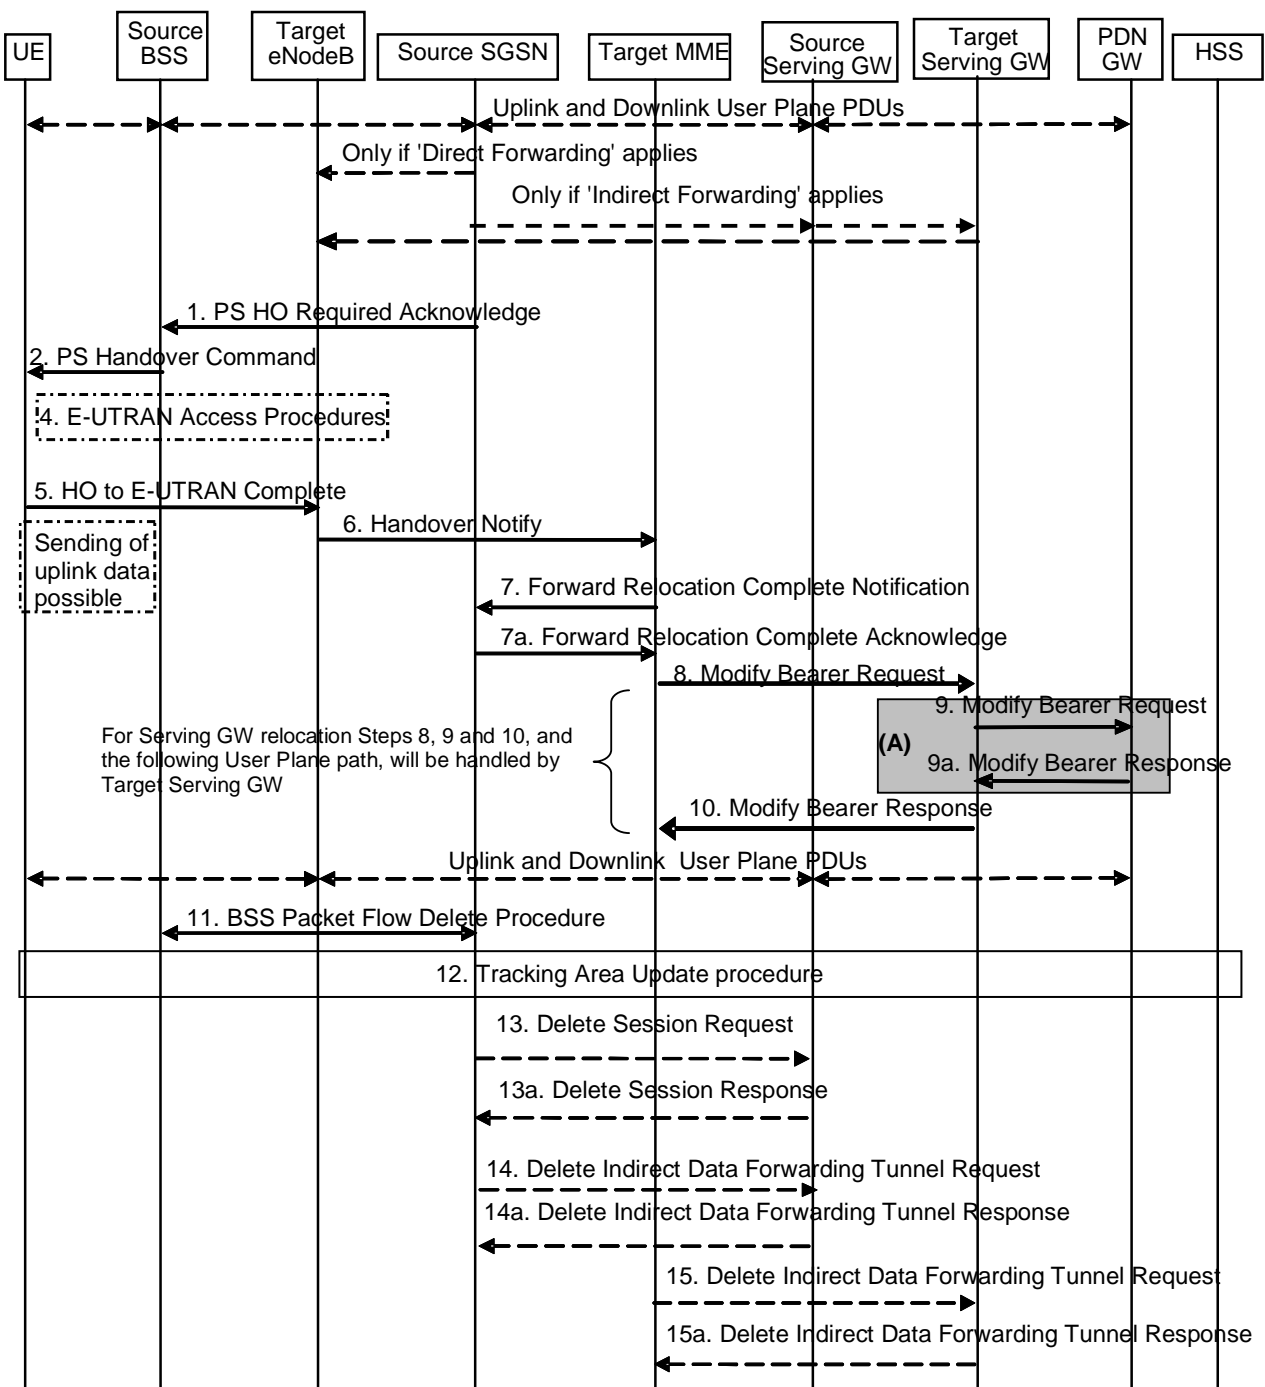 UE
Source
BSS
Target
eNodeB
Source SGSN
Target MME
Source
Serving GW
Target
Serving GW
PDN
GW
HSS
Uplink and Downlink User Plane PDUs
Only if 'Direct Forwarding' applies
Only if 'Indirect Forwarding' applies
1. PS HO Required Acknowledge
2. PS Handover Command
4. E-UTRAN Access Procedures
5. HO to E-UTRAN Complete
6. Handover Notify
Sending of
uplink data
possible
7. Forward Relocation Complete Notification
7a. Forward Relocation Complete Acknowledge
8. Modify Bearer Request
9. Modify Bearer Request
(A)
9a. Modify Bearer Response
For Serving GW relocation Steps 8, 9 and 10, and
the following User Plane path, will be handled by
Target Serving GW
10. Modify Bearer Response
Uplink and Downlink User Plane PDUs
11. BSS Packet Flow Delete Procedure
12. Tracking Area Update procedure
13. Delete Session Request
13a. Delete Session Response
14. Delete Indirect Data Forwarding Tunnel Request
14a. Delete Indirect Data Forwarding Tunnel Response
15. Delete Indirect Data Forwarding Tunnel Request
15a. Delete Indirect Data Forwarding Tunnel Response